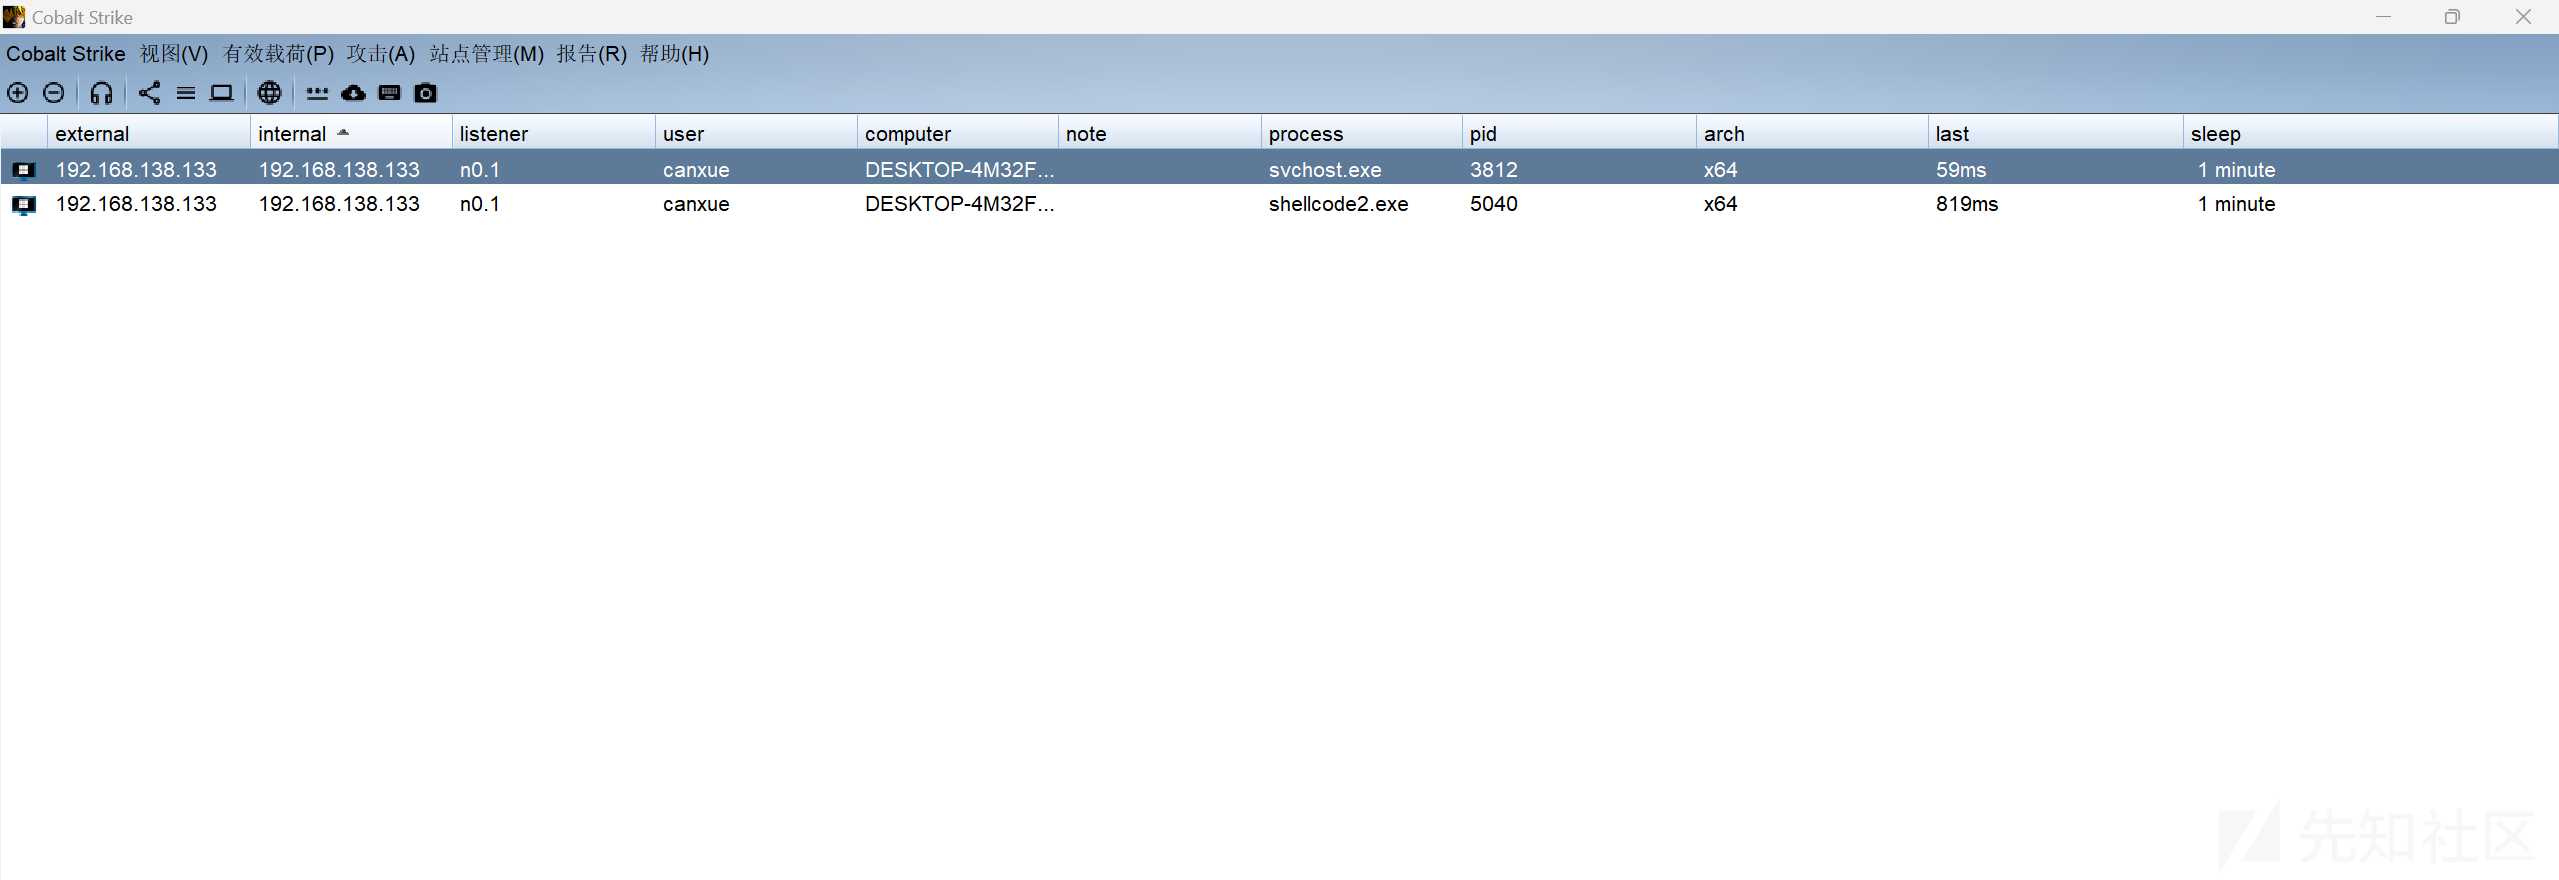 Cobalt Strike
Cobalt Strike 视图(V) 有效载荷(P) 攻击(A) 站点管理(M) 报告(R) 帮助(H)
external internal listener user computer note process pid arch last sleep
192.168.138.133 192.168.138.133 n0.1 canxue DESKTOP-4M32F... svchost.exe 3812 x64 59ms 1 minute
192.168.138.133 192.168.138.133 n0.1 canxue DESKTOP-4M32F... shellcode2.exe 5040 x64 819ms 1 minute
先知社区